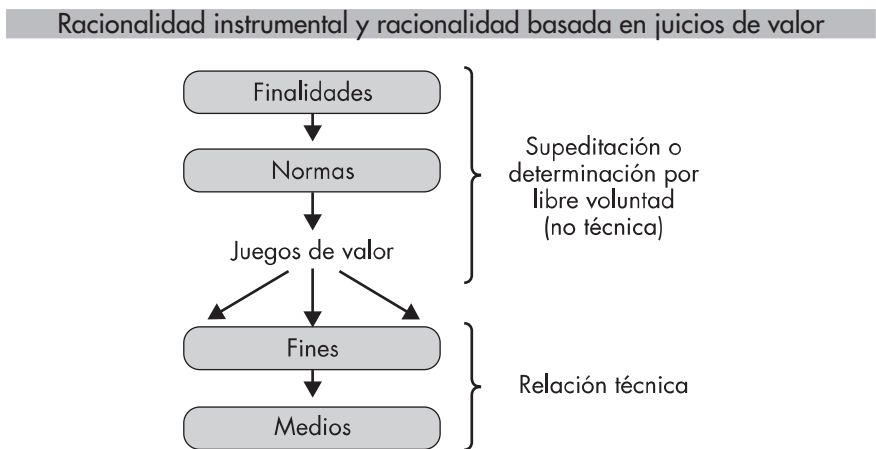 Racionalidad instrumental y racionalidad basada en juicios de valor
Finalidades
Normas
Juegos de valor
Supeditación o
determinación por
libre voluntad
(no técnica)
Fines
Medios
Relación técnica